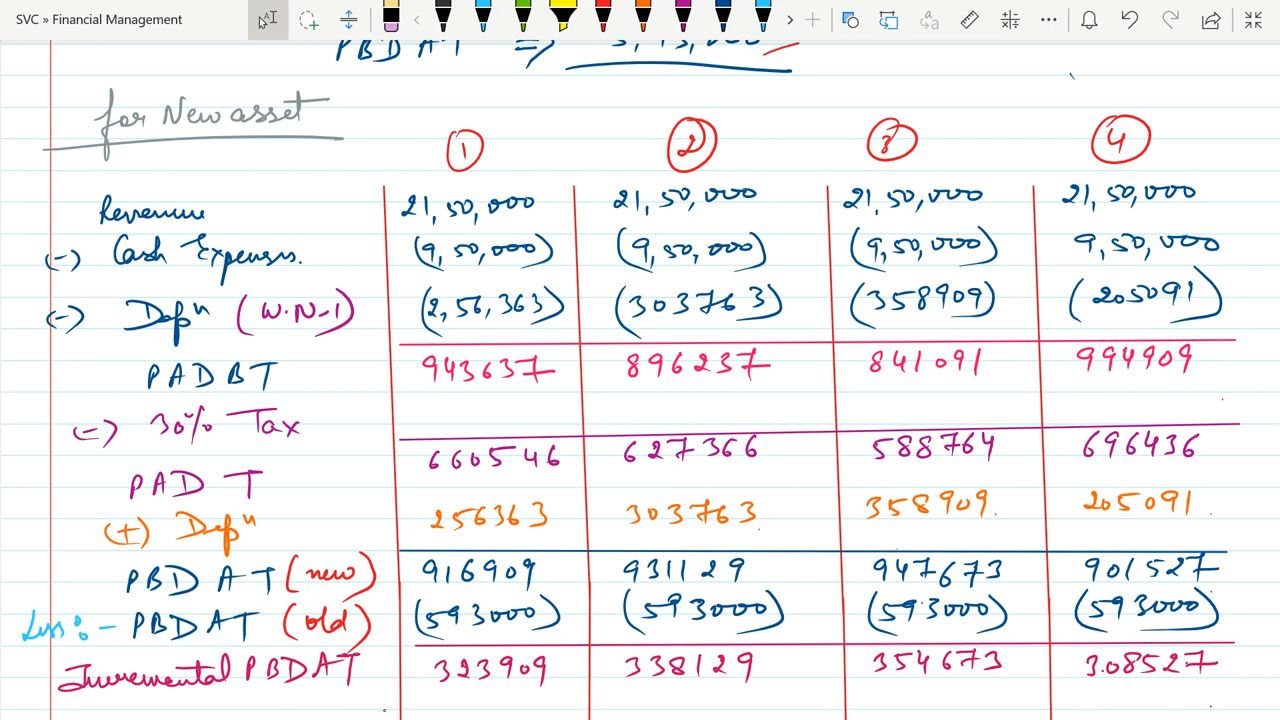 SVC » Financial Management
PBDAT ⇒
for New asset
1 2 3 4
Revenue 21,50,000 21,50,000 21,50,000 21,50,000
(-) Cash Expenses. (9,50,000) (9,50,000) (9,50,000) 9,50,000
(-) Depn (W.N-1) (2,56,363) (303763) (358909) (205091)
PADBT 943637 896237 841091 994909
(-) 30% Tax
PADT 660546 627366 588764 696436
(+) Depn 256363 303763 358909 205091
PBDAT (new) 916909 931129 947673 901527
Less:- PBDAT (old) (593000) (593000) (593000) (593000)
Incremental PBDAT 323909 338129 354673 308527